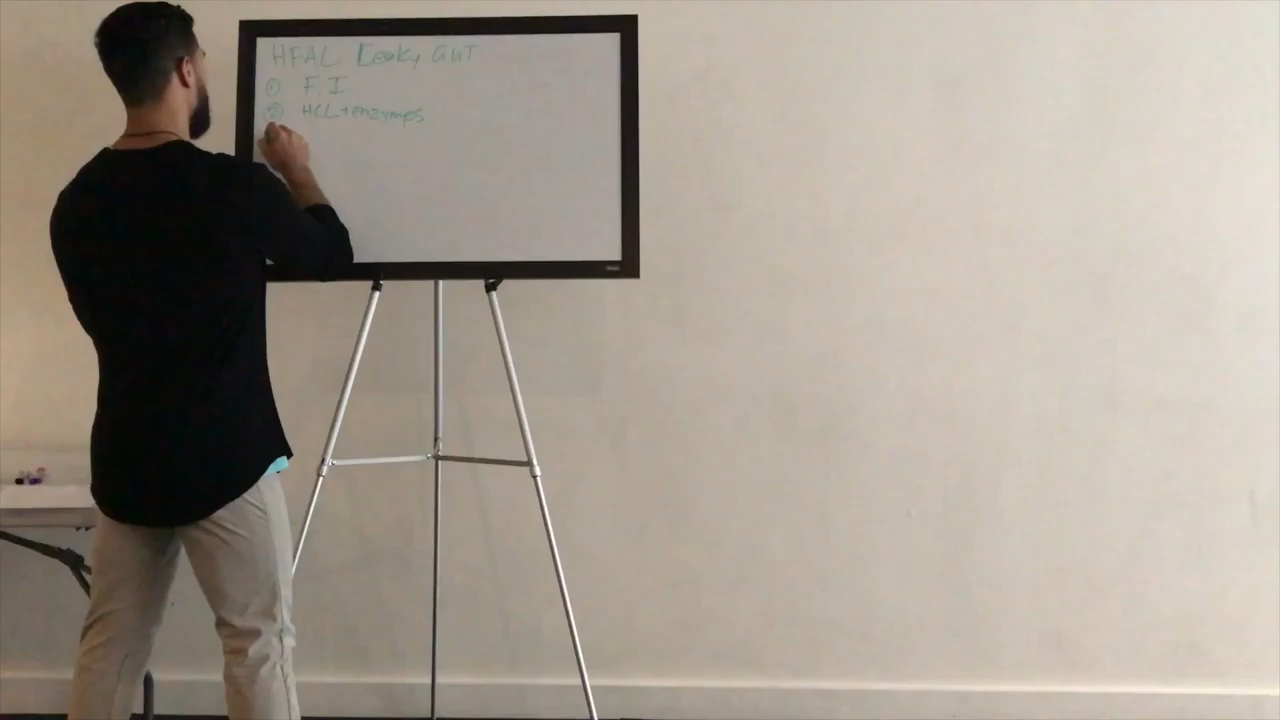 HEAL Leaky GUT
① F.I
② HCL+enzymes